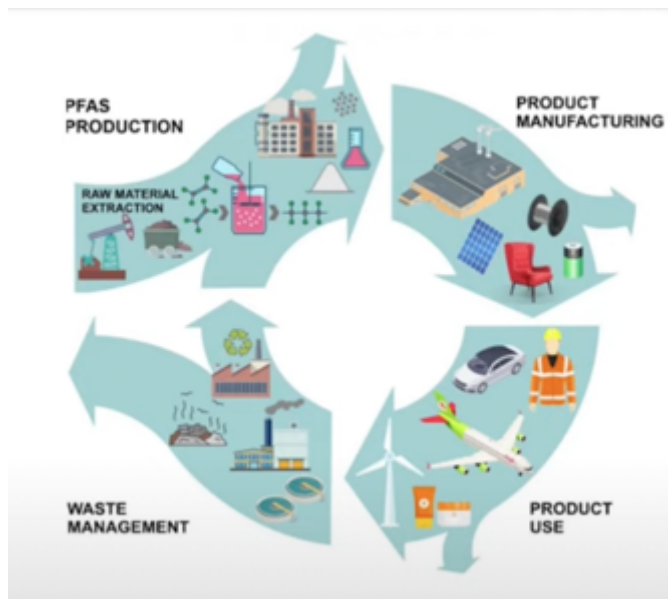 PFAS
PRODUCTION
RAW MATERIAL
EXTRACTION
PRODUCT
MANUFACTURING
WASTE
MANAGEMENT
PRODUCT
USE